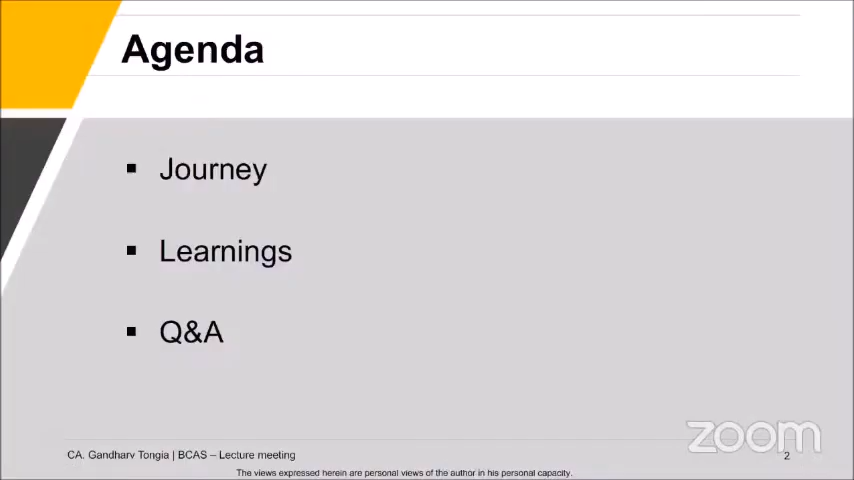 Agenda
▪ Journey
▪ Learnings
▪ Q&A
zoom
CA. Gandharv Tongia | BCAS – Lecture meeting
2
The views expressed herein are personal views of the author in his personal capacity.